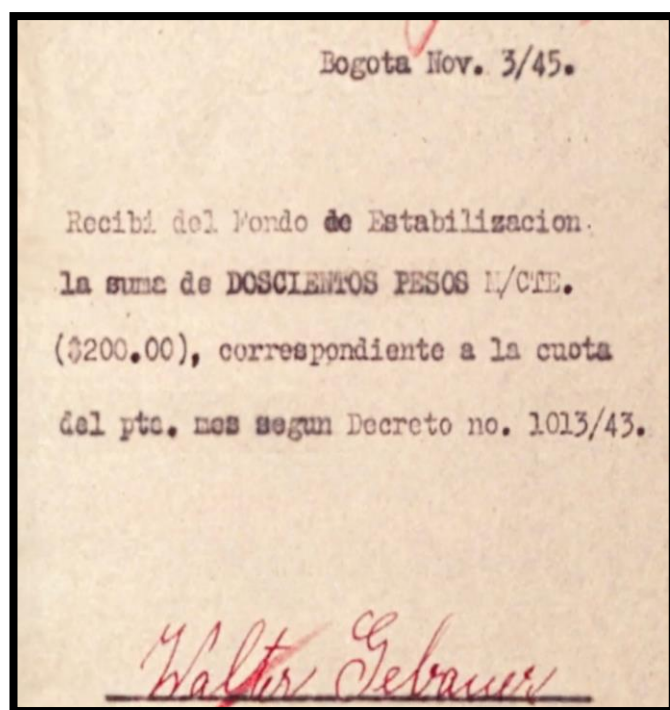 Bogota Nov. 3/45.
Recibi del Fondo de Estabilizacion.
la suma de DOSCIENTOS PESOS M/CTE.
($200.00), correspondiente a la cuota
del pte. mes segun Decreto no. 1013/43.
Walter Gebauer